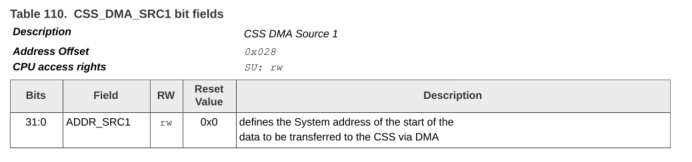 Table 110. CSS_DMA_SRC1 bit fields
Description CSS DMA Source 1
Address Offset 0x028
CPU access rights SU: rw
Bits Field RW Reset Value Description
31:0 ADDR_SRC1 rw 0x0 defines the System address of the start of the
data to be transferred to the CSS via DMA